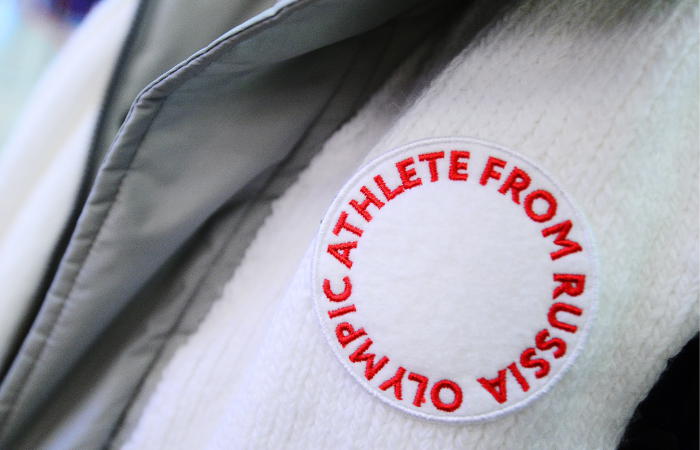 OLYMPIC ATHLETE FROM RUSSIA